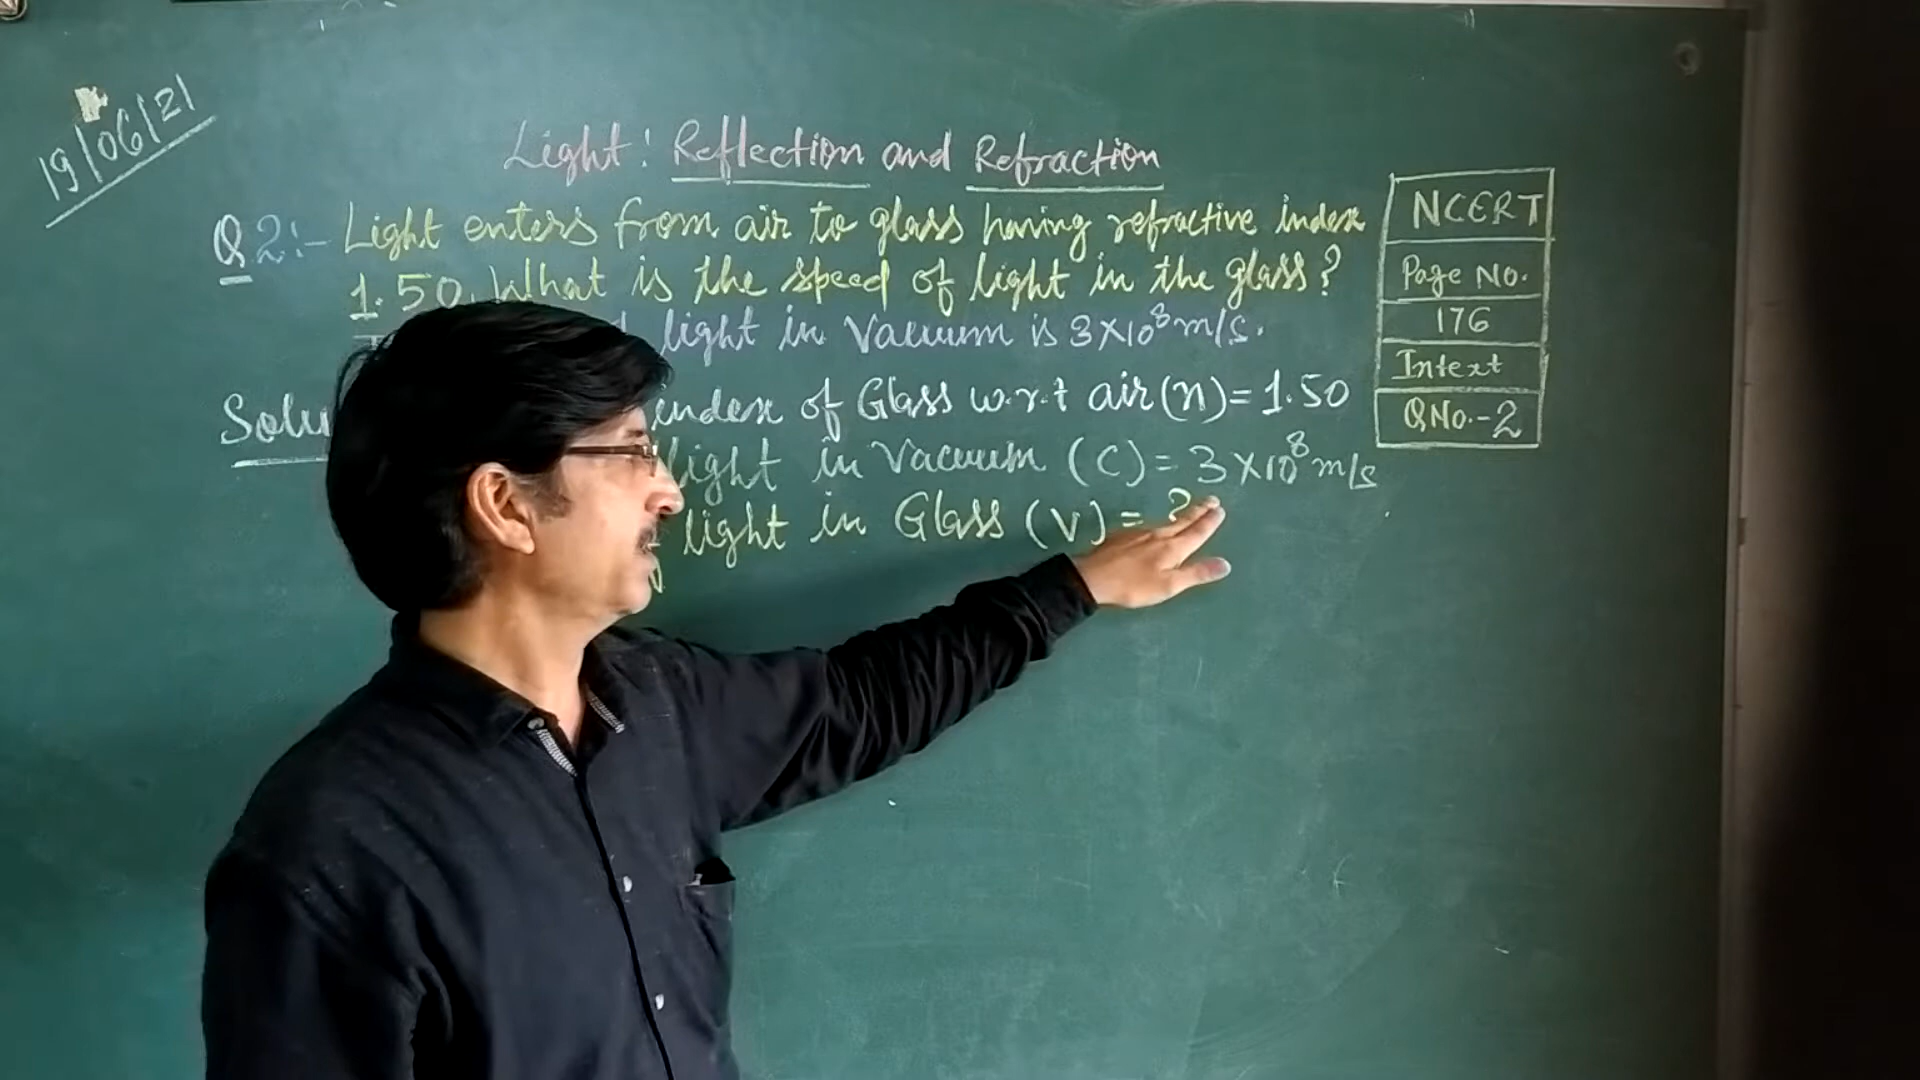 19/06/21
Light: Reflection and Refraction
Q2:- Light enters from air to glass having refractive index
1.50. What is the speed of light in the glass?
light in Vacuum is 3×10⁸m/s.
Solu
index of Glass w.r.t air (n) = 1.50
light in Vacuum (C) = 3×10⁸ m/s
light in Glass (V) = ?
NCERT
Page No.
176
Intext
QNo.-2